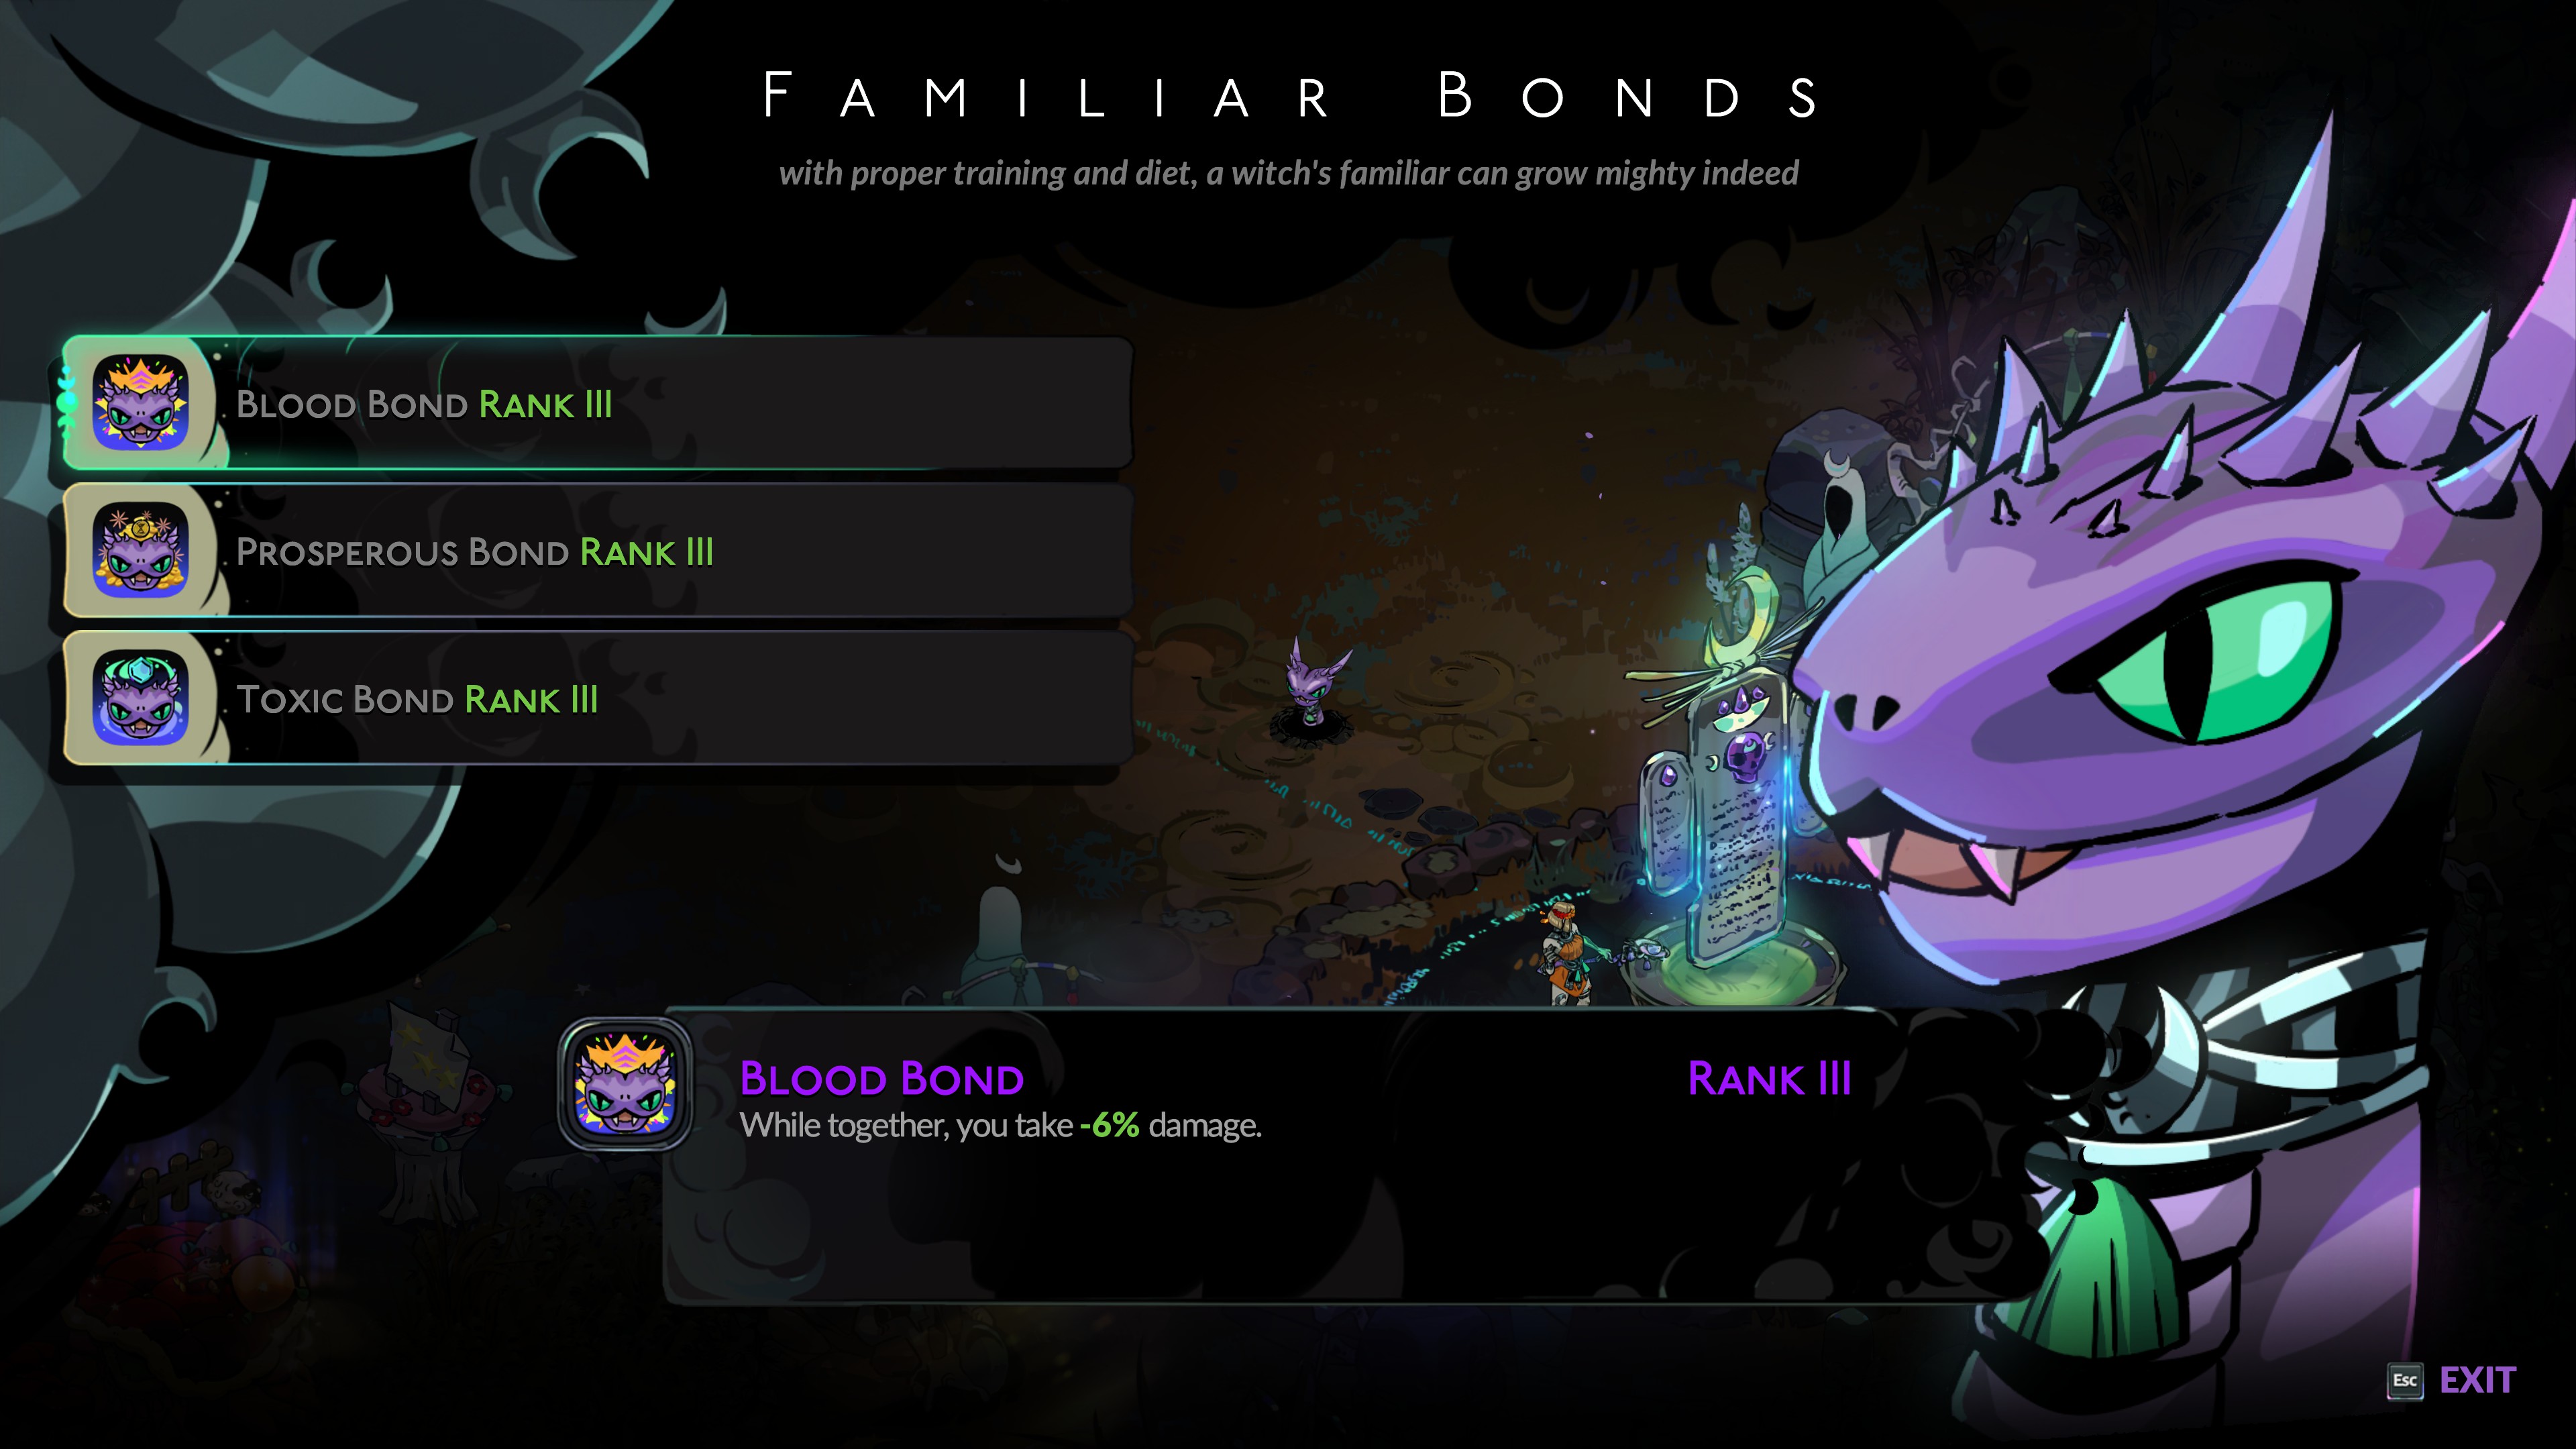 Familiar Bonds
with proper training and diet, a witch's familiar can grow mighty indeed
Blood Bond Rank III
Prosperous Bond Rank III
Toxic Bond Rank III
Blood Bond Rank III
While together, you take -6% damage.
Esc EXIT